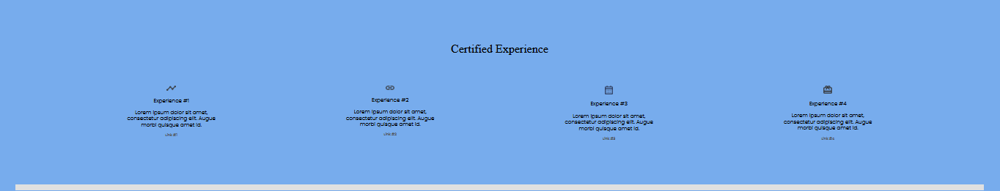 Certified Experience
Experience #1
Lorem ipsum dolor sit amet,
consectetur adipiscing elit. Augue
morbi quisque amet id.
Link #1
Experience #2
Lorem ipsum dolor sit amet,
consectetur adipiscing elit. Augue
morbi quisque amet id.
Link #2
Experience #3
Lorem ipsum dolor sit amet,
consectetur adipiscing elit. Augue
morbi quisque amet id.
Link #3
Experience #4
Lorem ipsum dolor sit amet,
consectetur adipiscing elit. Augue
morbi quisque amet id.
Link #4